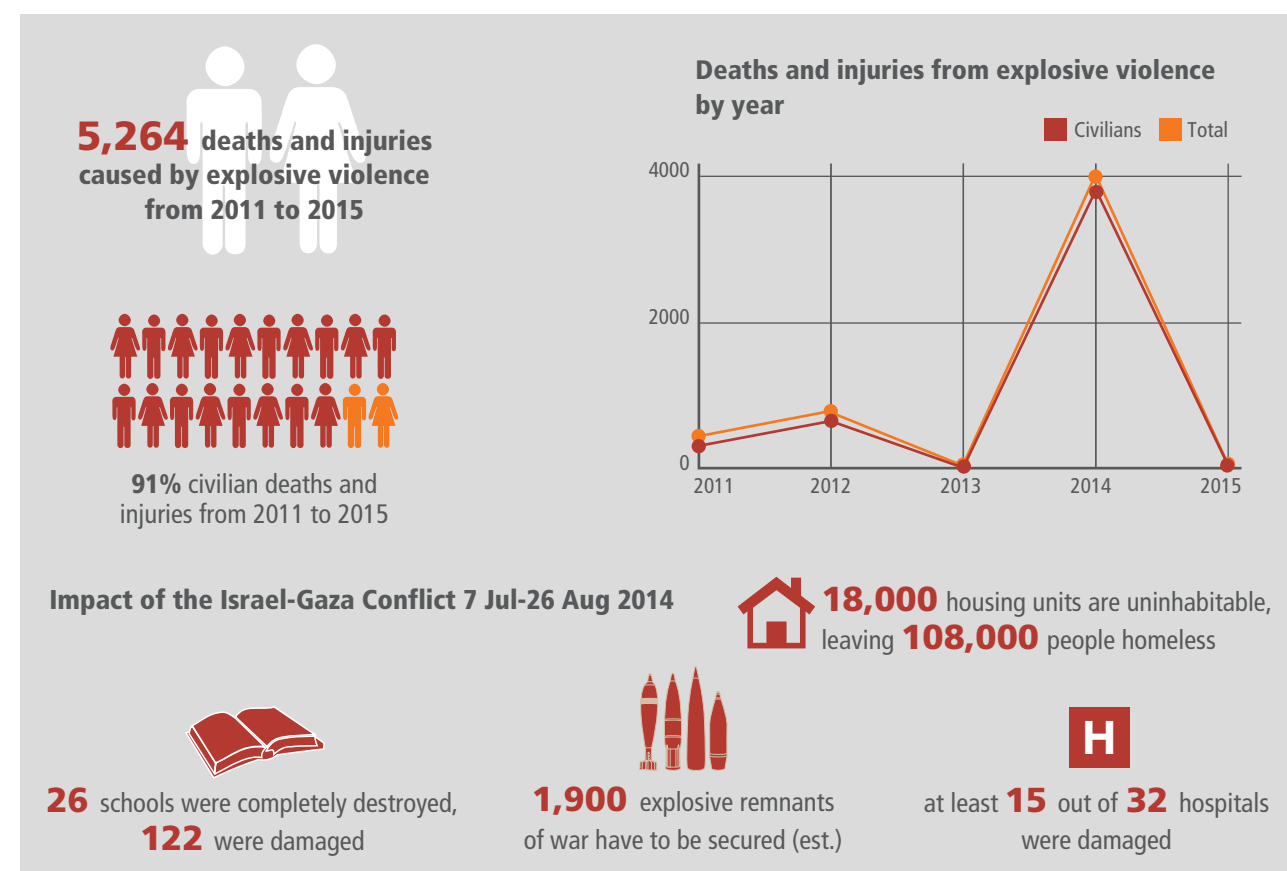 5,264 deaths and injuries
caused by explosive violence
from 2011 to 2015
91% civilian deaths and
injuries from 2011 to 2015
Deaths and injuries from explosive violence
by year
Civilians Total
4000
2000
0
2011 2012 2013 2014 2015
Impact of the Israel-Gaza Conflict 7 Jul-26 Aug 2014
18,000 housing units are uninhabitable,
leaving 108,000 people homeless
26 schools were completely destroyed,
122 were damaged
1,900 explosive remnants
of war have to be secured (est.)
H
at least 15 out of 32 hospitals
were damaged